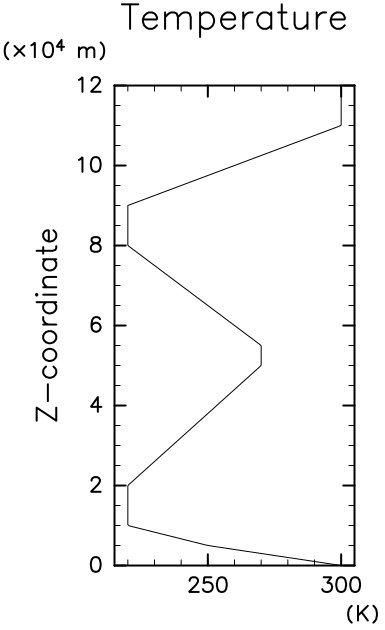 Temperature
(×10⁴ m)
12
10
8
6
4
2
0
Z−coordinate
250
300
(K)